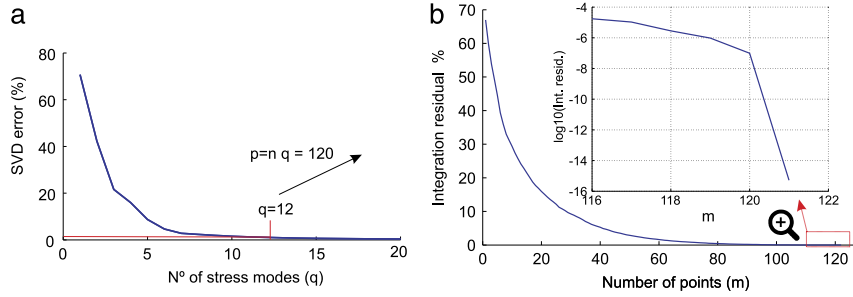 a
80
60
40
20
0
SVD error (%)
0 5 10 15 20
Nº of stress modes (q)
p=n q = 120
q=12
b
70
60
50
40
30
20
10
0
Integration residual %
0 20 40 60 80 100 120
Number of points (m)
-4
-6
-8
-10
-12
-14
-16
log10(Int. resid.)
116 118 120 122
m